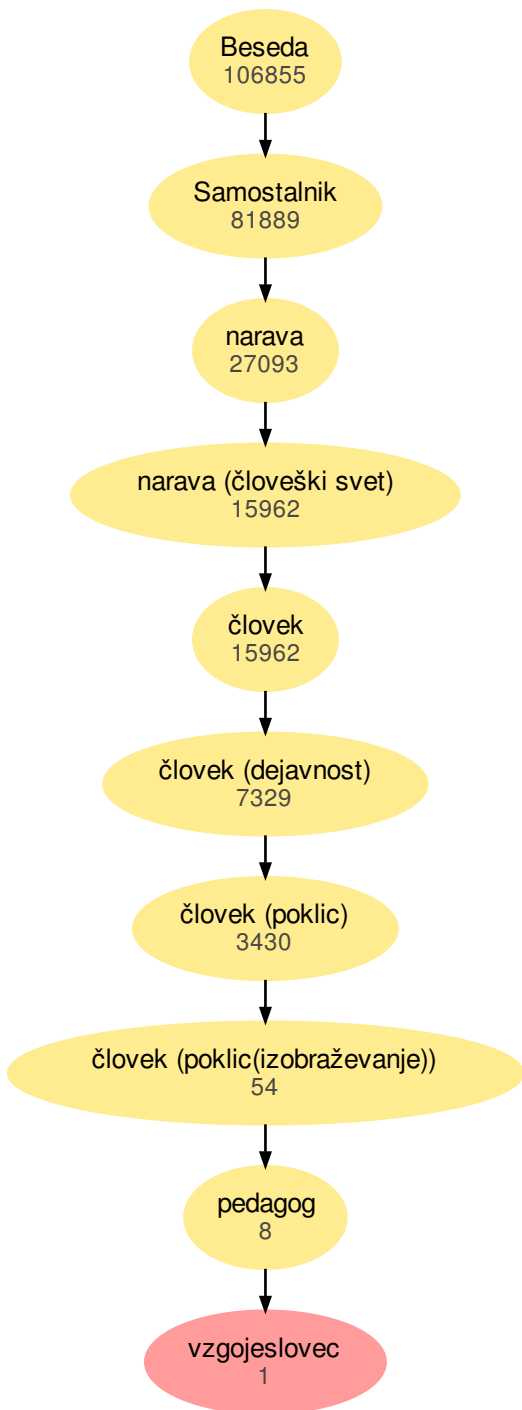 Beseda
106855
Samostalnik
81889
narava
27093
narava (človeški svet)
15962
človek
15962
človek (dejavnost)
7329
človek (poklic)
3430
človek (poklic(izobraževanje))
54
pedagog
8
vzgojeslovec
1